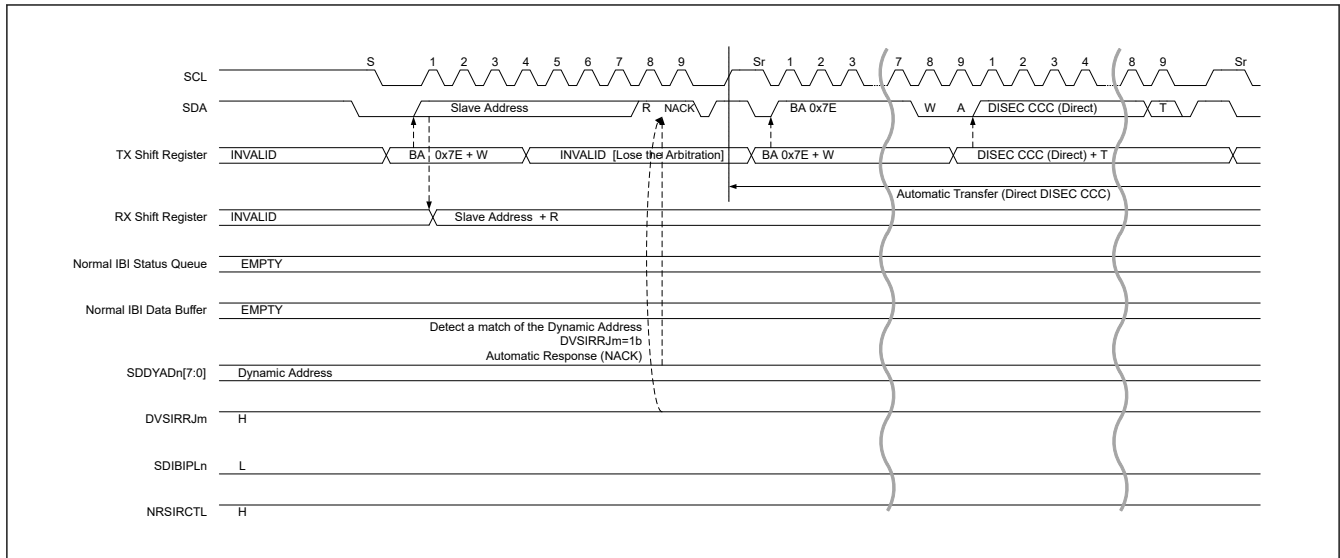 S 1 2 3 4 5 6 7 8 9 Sr 1 2 3 7 8 9 1 2 3 4 8 9 Sr
SCL
SDA Slave Address R NACK BA 0x7E W A DISEC CCC (Direct) T
TX Shift Register INVALID BA 0x7E + W INVALID [Lose the Arbitration] BA 0x7E + W DISEC CCC (Direct) + T
Automatic Transfer (Direct DISEC CCC)
RX Shift Register INVALID Slave Address + R
Normal IBI Status Queue EMPTY
Normal IBI Data Buffer EMPTY
Detect a match of the Dynamic Address
DVSIRRJm=1b
Automatic Response (NACK)
SDDYADn[7:0] Dynamic Address
DVSIRRJm H
SDIBIPLn L
NRSIRCTL H